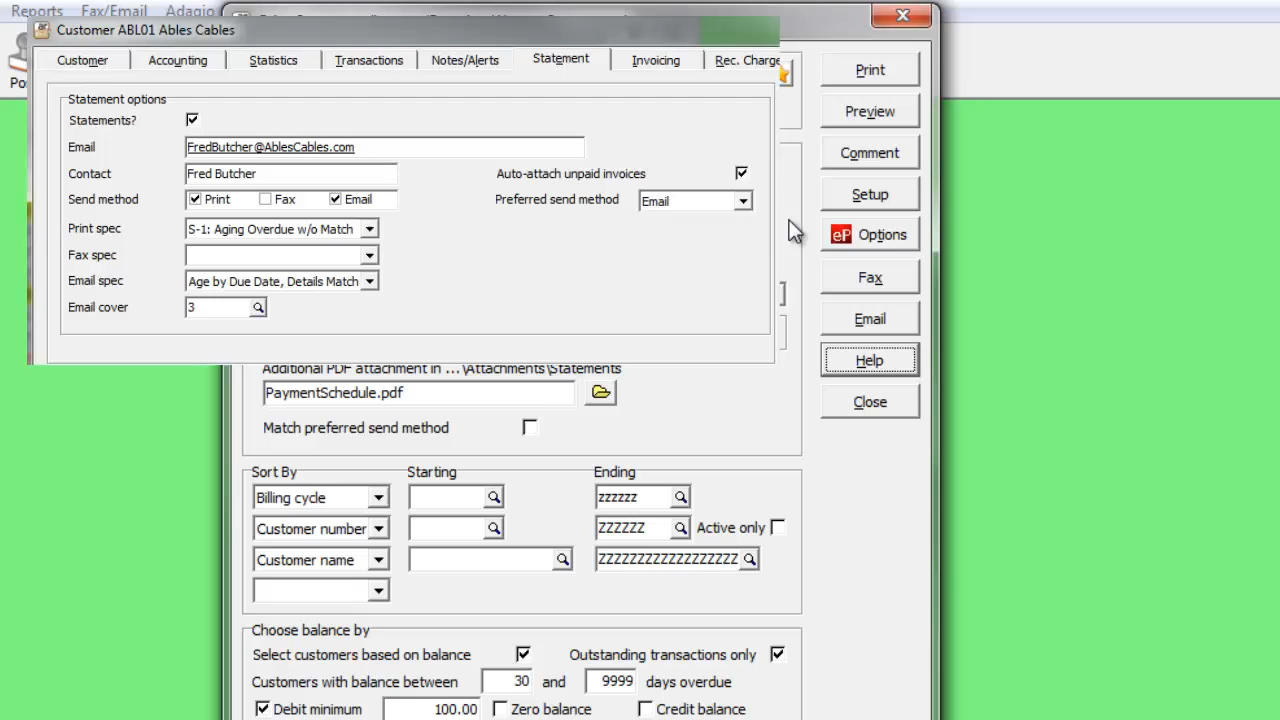 Reports Fax/Email Adagio
Customer ABL01 Ables Cables
Customer Accounting Statistics Transactions Notes/Alerts Statement Invoicing Rec. Charge
Statement options
Statements?
Email FredButcher@AblesCables.com
Contact Fred Butcher Auto-attach unpaid invoices
Send method Print Fax Email Preferred send method Email
Print spec S-1: Aging Overdue w/o Match
Fax spec
Email spec Age by Due Date, Details Match
Email cover 3
Print
Preview
Comment
Setup
eP Options
Fax
Email
Help
Close
Additional PDF attachment in ...\Attachments\Statements
PaymentSchedule.pdf
Match preferred send method
Sort By Starting Ending
Billing cycle zzzzzz
Customer number ZZZZZZ Active only
Customer name ZZZZZZZZZZZZZZZZZZ
Choose balance by
Select customers based on balance Outstanding transactions only
Customers with balance between 30 and 9999 days overdue
Debit minimum 100.00 Zero balance Credit balance